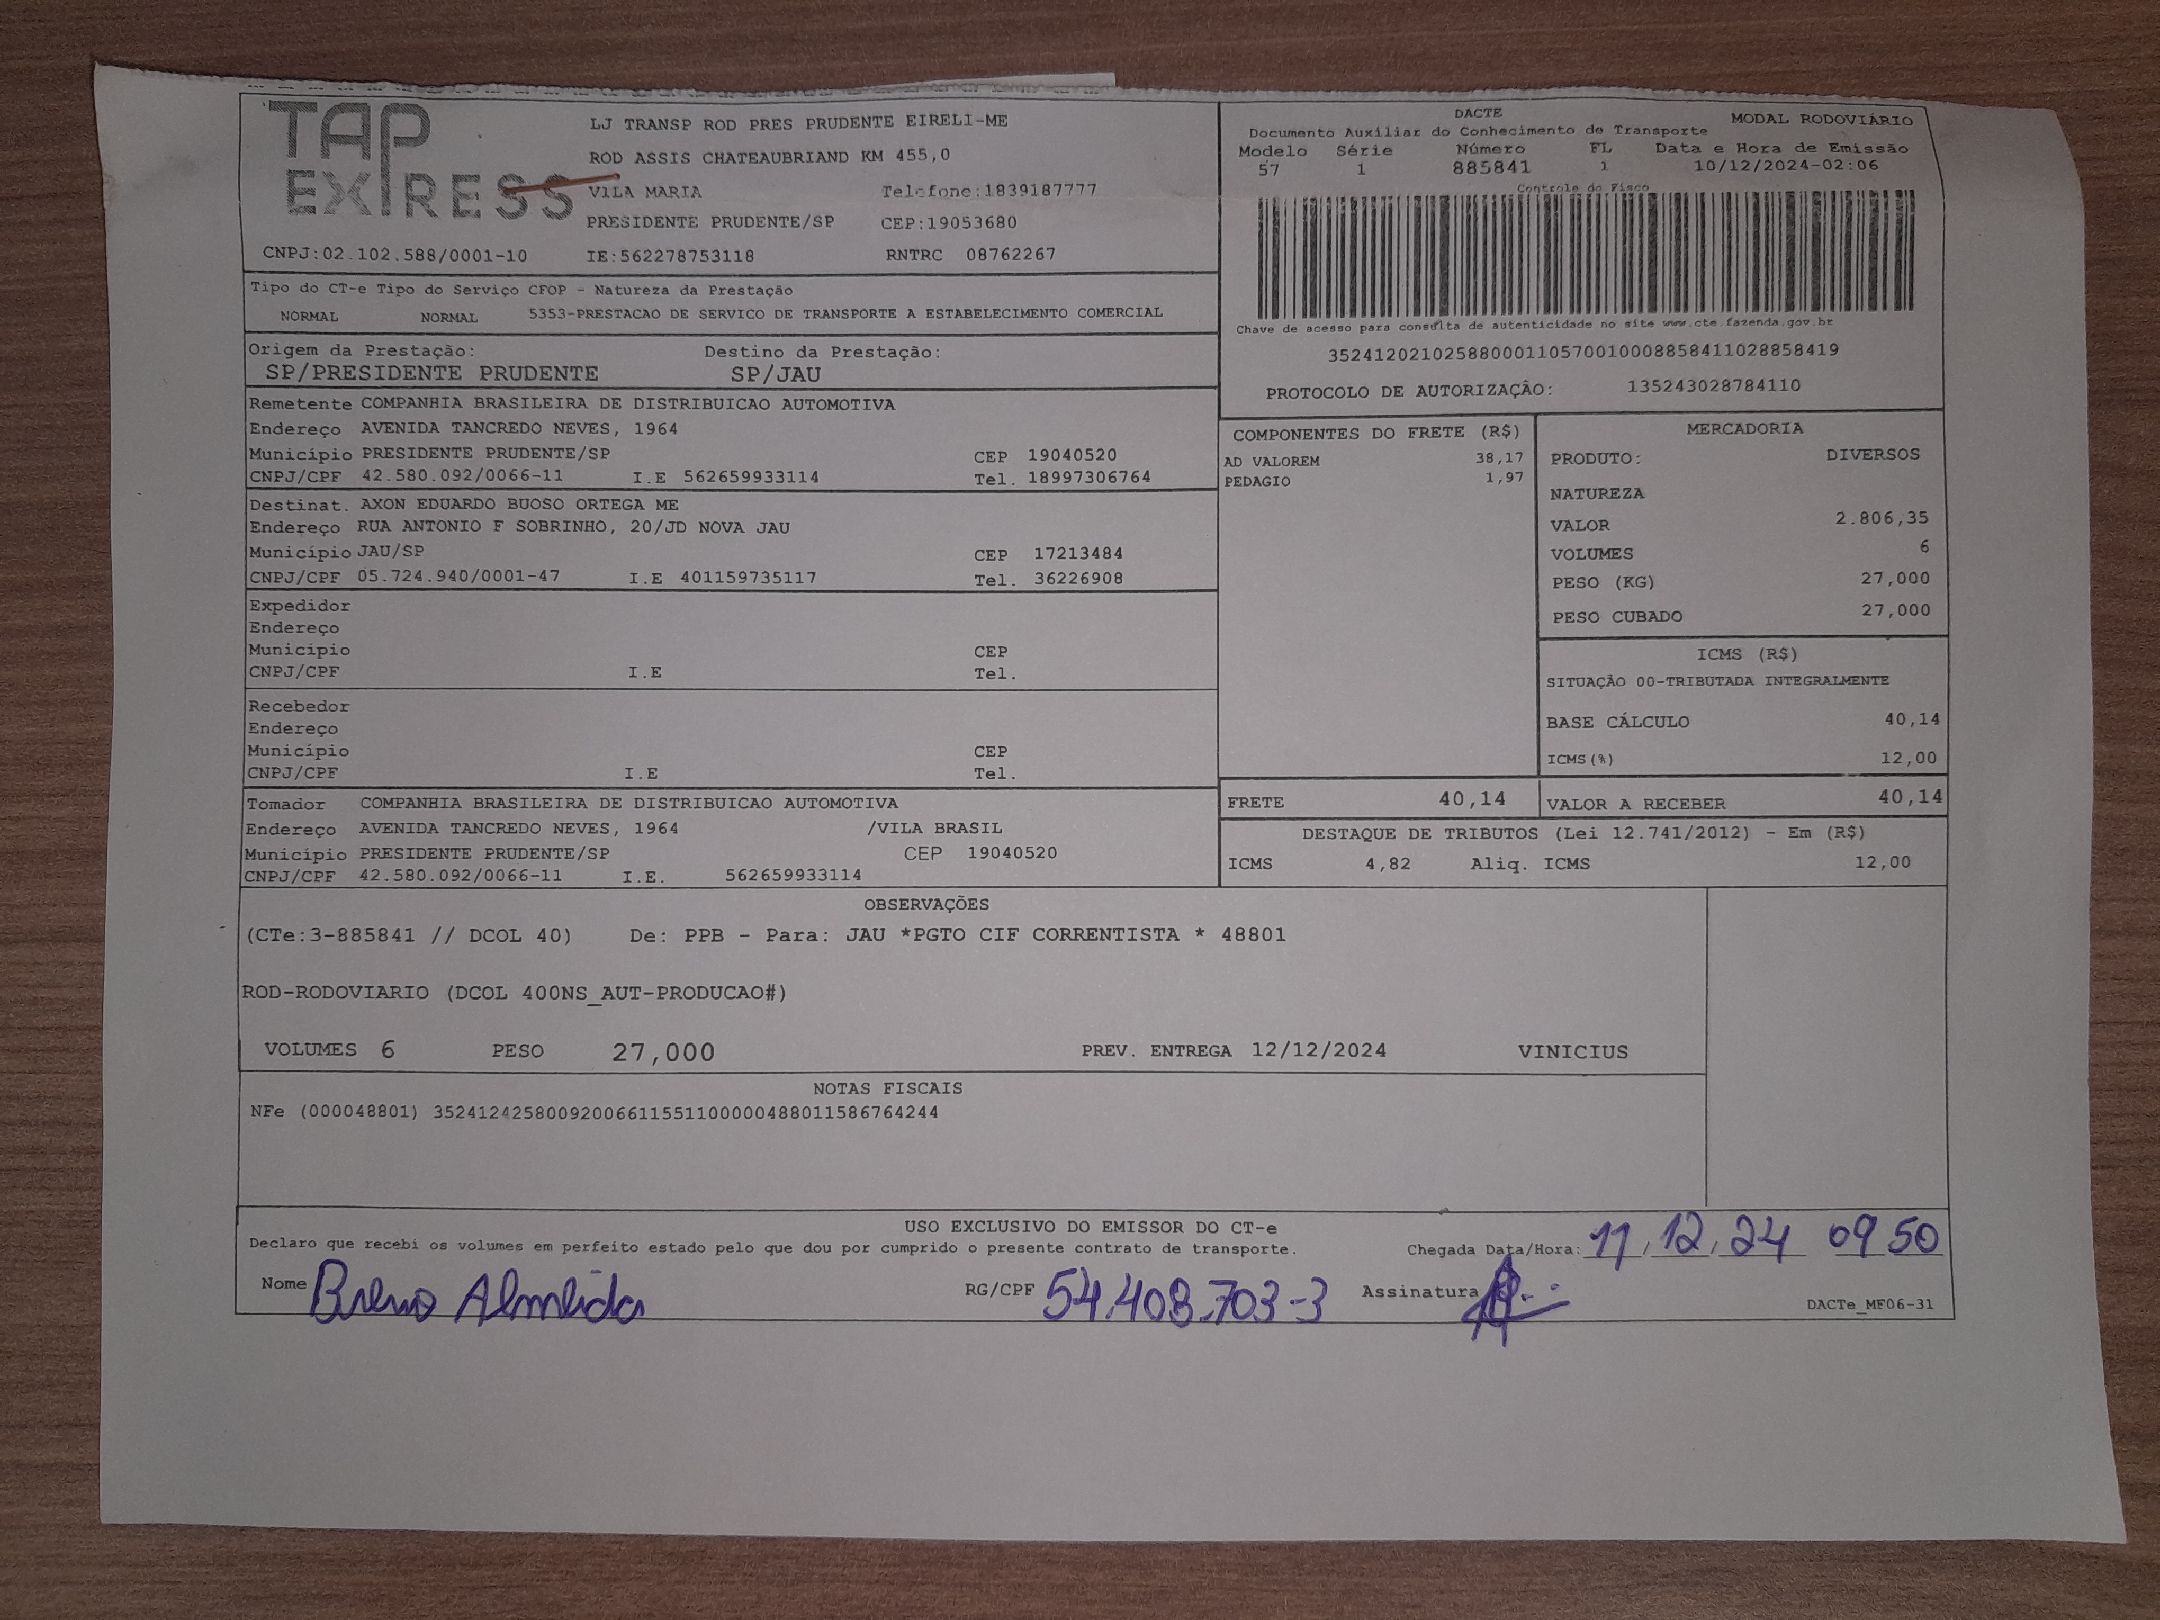 TAP
EXPRESS
LJ TRANSP ROD PRES PRUDENTE EIRELI-ME
ROD ASSIS CHATEAUBRIAND KM 455,0
VILA MARIA Telefone:1839187777
PRESIDENTE PRUDENTE/SP CEP:19053680
CNPJ:02.102.588/0001-10 IE:562278753118 RNTRC 08762267
DACTE MODAL RODOVIÁRIO
Documento Auxiliar do Conhecimento de Transporte
Modelo Série Número FL Data e Hora de Emissão
57 1 885841 1 10/12/2024-02:06
Controle do Fisco
Chave de acesso para consulta de autenticidade no site www.cte.fazenda.gov.br
35241202102588000110570010008858411028858419
PROTOCOLO DE AUTORIZAÇÃO: 135243028784110
Tipo do CT-e Tipo do Serviço CFOP - Natureza da Prestação
NORMAL NORMAL 5353-PRESTACAO DE SERVICO DE TRANSPORTE A ESTABELECIMENTO COMERCIAL
Origem da Prestação: Destino da Prestação:
SP/PRESIDENTE PRUDENTE SP/JAU
Remetente COMPANHIA BRASILEIRA DE DISTRIBUICAO AUTOMOTIVA
Endereço AVENIDA TANCREDO NEVES, 1964
Município PRESIDENTE PRUDENTE/SP CEP 19040520
CNPJ/CPF 42.580.092/0066-11 I.E 562659933114 Tel. 18997306764
Destinat. AXON EDUARDO BUOSO ORTEGA ME
Endereço RUA ANTONIO F SOBRINHO, 20/JD NOVA JAU
Município JAU/SP CEP 17213484
CNPJ/CPF 05.724.940/0001-47 I.E 401159735117 Tel. 36226908
Expedidor
Endereço
Município CEP
CNPJ/CPF I.E Tel.
Recebedor
Endereço
Município CEP
CNPJ/CPF I.E Tel.
Tomador COMPANHIA BRASILEIRA DE DISTRIBUICAO AUTOMOTIVA
Endereço AVENIDA TANCREDO NEVES, 1964 /VILA BRASIL
Município PRESIDENTE PRUDENTE/SP CEP 19040520
CNPJ/CPF 42.580.092/0066-11 I.E. 562659933114
COMPONENTES DO FRETE (R$)
AD VALOREM 38,17
PEDAGIO 1,97
MERCADORIA
PRODUTO: DIVERSOS
NATUREZA
VALOR 2.806,35
VOLUMES 6
PESO (KG) 27,000
PESO CUBADO 27,000
ICMS (R$)
SITUAÇÃO 00-TRIBUTADA INTEGRALMENTE
BASE CÁLCULO 40,14
ICMS(%) 12,00
FRETE 40,14 VALOR A RECEBER 40,14
DESTAQUE DE TRIBUTOS (Lei 12.741/2012) - Em (R$)
ICMS 4,82 Aliq. ICMS 12,00
OBSERVAÇÕES
(CTe:3-885841 // DCOL 40) De: PPB - Para: JAU *PGTO CIF CORRENTISTA * 48801
ROD-RODOVIARIO (DCOL 400NS_AUT-PRODUCAO#)
VOLUMES 6 PESO 27,000 PREV. ENTREGA 12/12/2024 VINICIUS
NOTAS FISCAIS
NFe (000048801) 35241242580092006611551100000488011586764244
USO EXCLUSIVO DO EMISSOR DO CT-e
Declaro que recebi os volumes em perfeito estado pelo que dou por cumprido o presente contrato de transporte. Chegada Data/Hora: 11,12,24 09 50
Nome Breno Almeida RG/CPF 54.408.703-3 Assinatura
DACTe_MF06-31